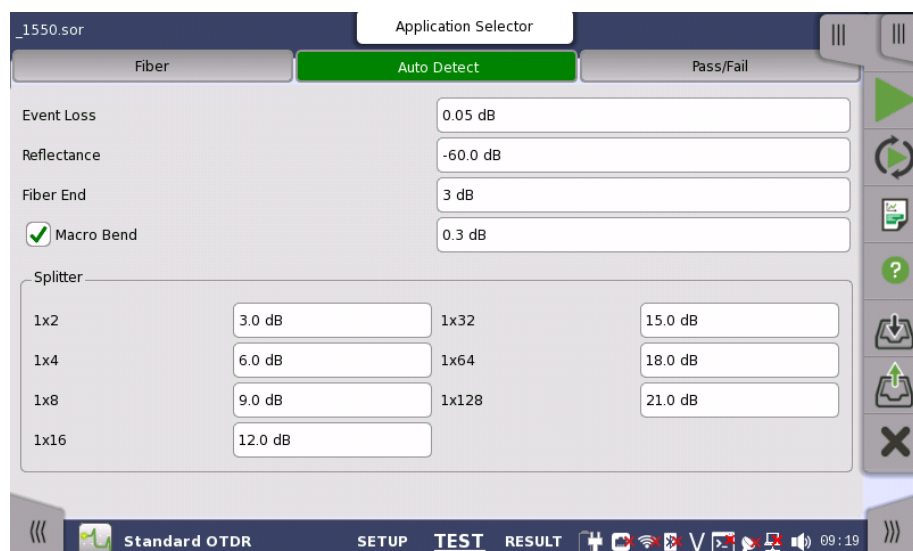 _1550.sor
Application Selector
Fiber Auto Detect Pass/Fail
Event Loss 0.05 dB
Reflectance -60.0 dB
Fiber End 3 dB
Macro Bend 0.3 dB
Splitter
1x2 3.0 dB 1x32 15.0 dB
1x4 6.0 dB 1x64 18.0 dB
1x8 9.0 dB 1x128 21.0 dB
1x16 12.0 dB
Standard OTDR SETUP TEST RESULT V 09:19